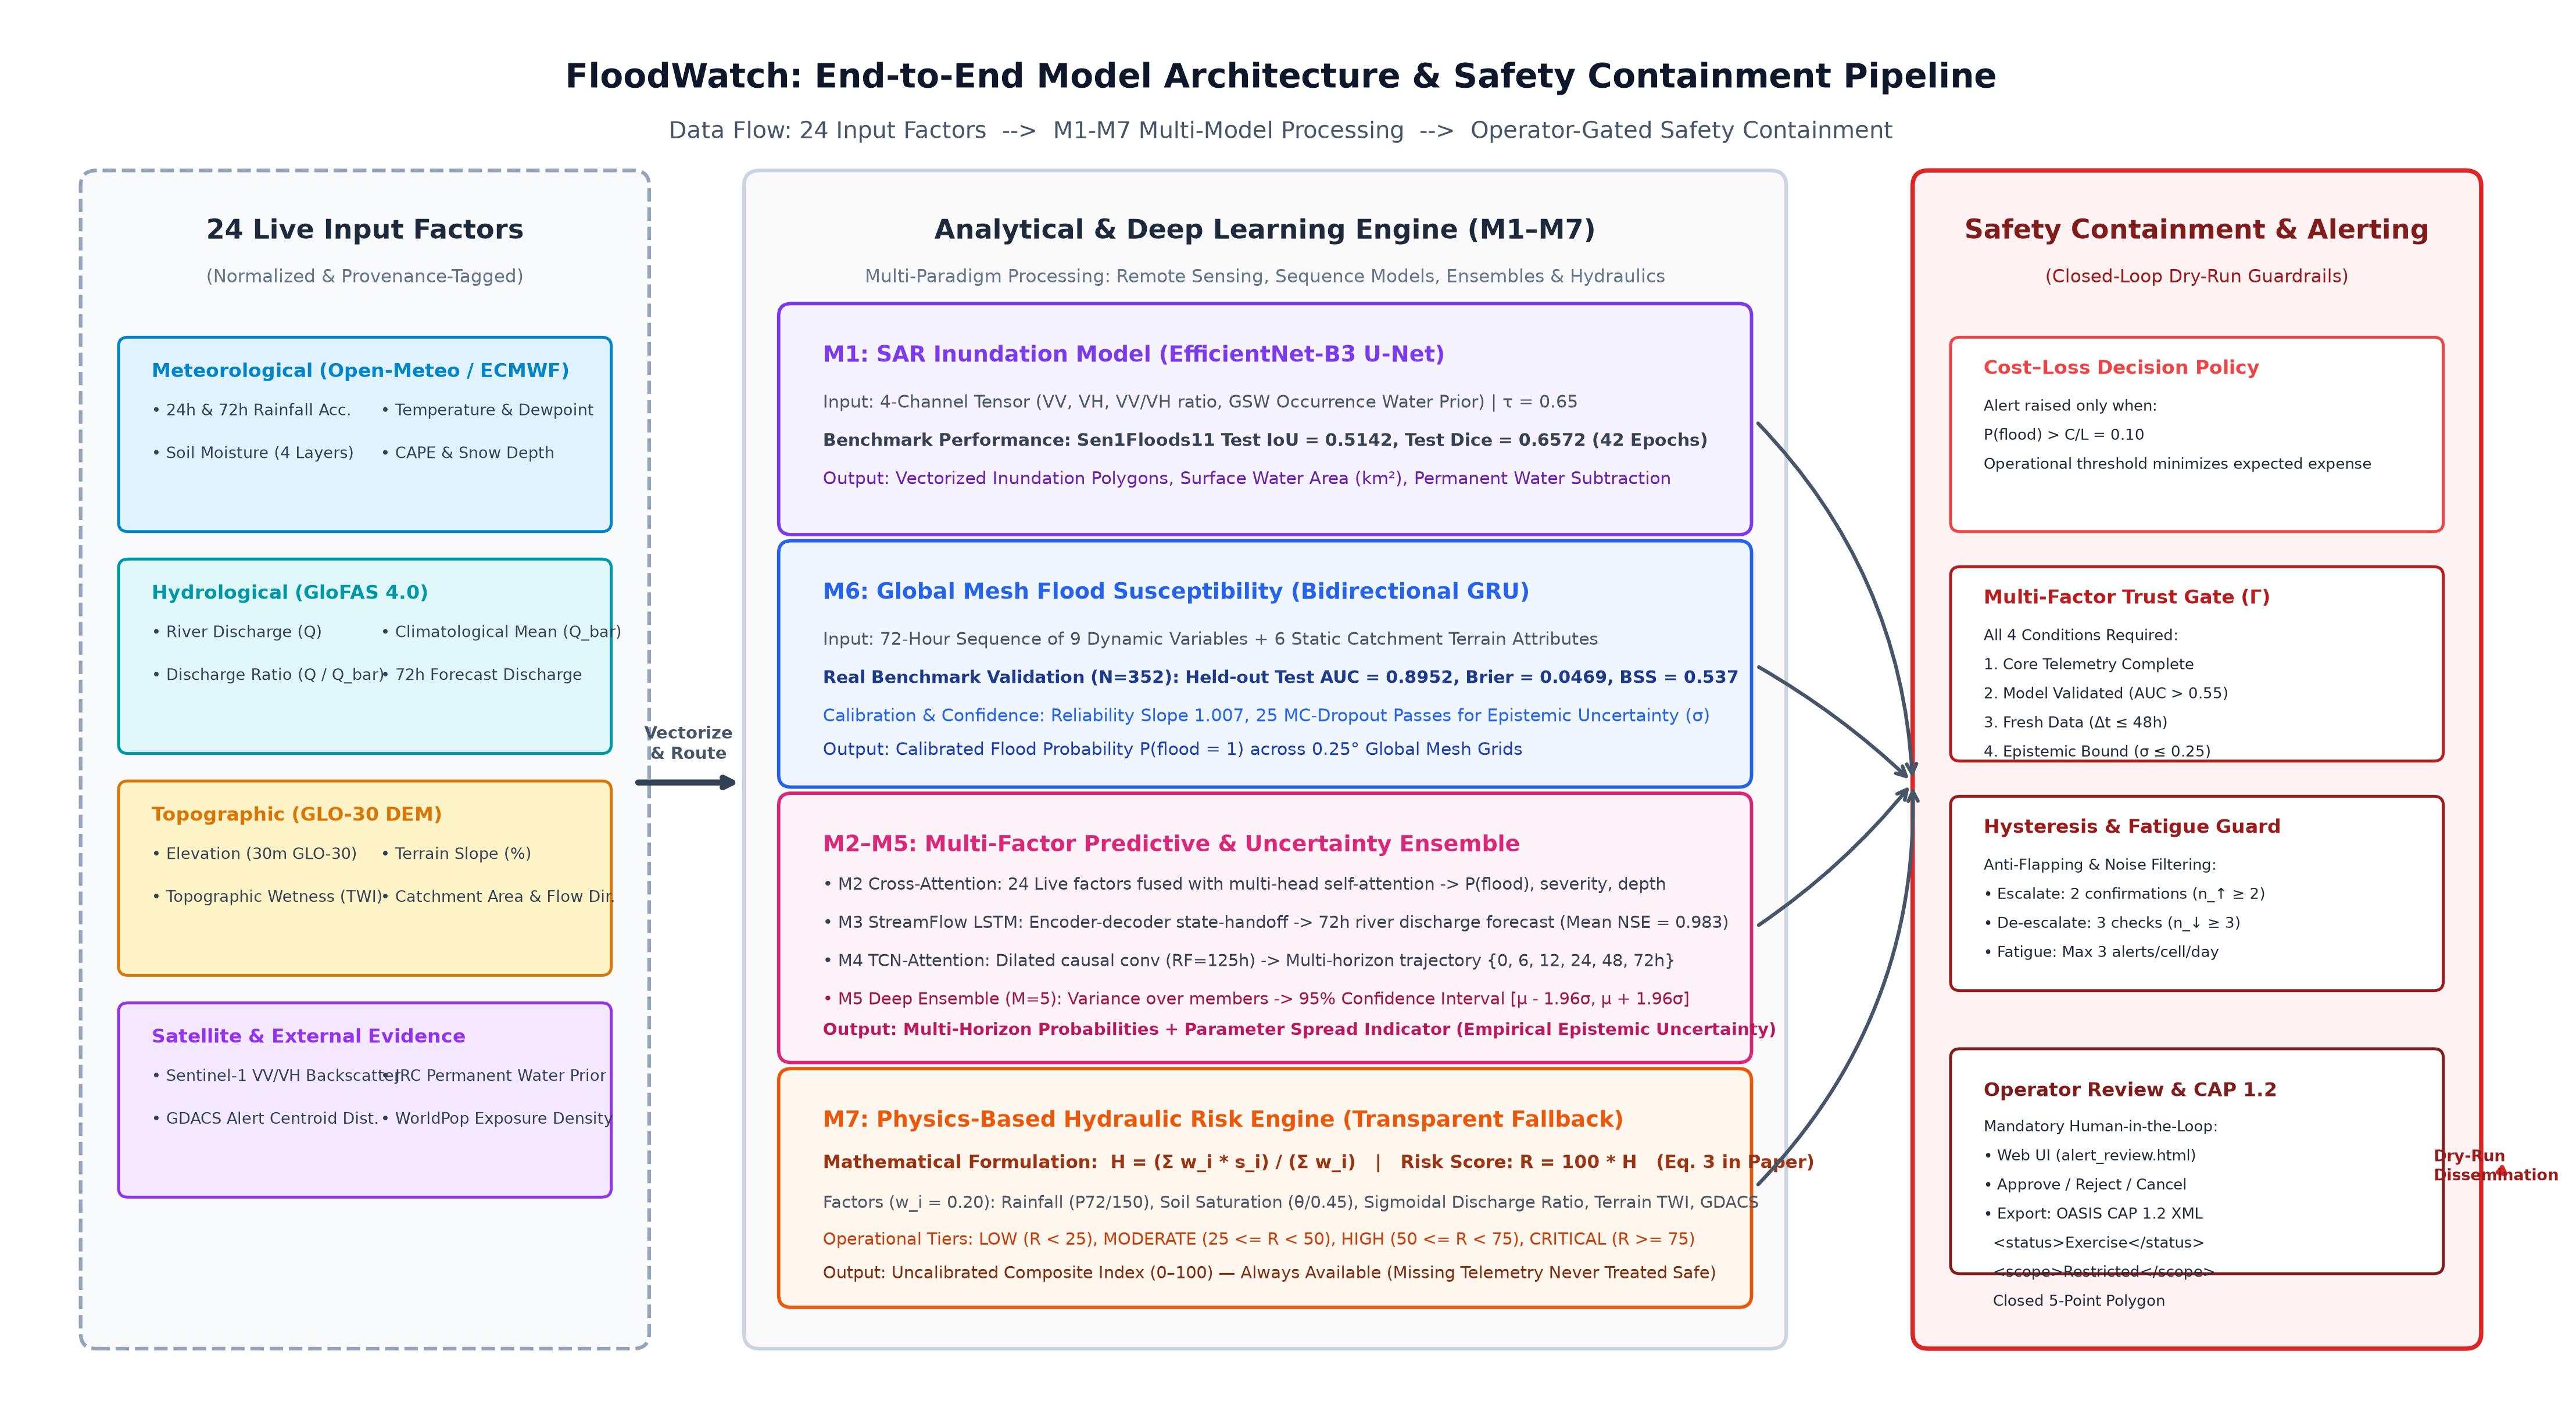 FloodWatch: End-to-End Model Architecture & Safety Containment Pipeline
Data Flow: 24 Input Factors --> M1-M7 Multi-Model Processing --> Operator-Gated Safety Containment
24 Live Input Factors
(Normalized & Provenance-Tagged)
Meteorological (Open-Meteo / ECMWF)
• 24h & 72h Rainfall Acc. • Temperature & Dewpoint
• Soil Moisture (4 Layers) • CAPE & Snow Depth
Hydrological (GloFAS 4.0)
• River Discharge (Q) • Climatological Mean (Q_bar)
• Discharge Ratio (Q / Q_bar) • 72h Forecast Discharge
Topographic (GLO-30 DEM)
• Elevation (30m GLO-30) • Terrain Slope (%)
• Topographic Wetness (TWI) • Catchment Area & Flow Dir.
Satellite & External Evidence
• Sentinel-1 VV/VH Backscatter • JRC Permanent Water Prior
• GDACS Alert Centroid Dist. • WorldPop Exposure Density
Vectorize
& Route
Analytical & Deep Learning Engine (M1–M7)
Multi-Paradigm Processing: Remote Sensing, Sequence Models, Ensembles & Hydraulics
M1: SAR Inundation Model (EfficientNet-B3 U-Net)
Input: 4-Channel Tensor (VV, VH, VV/VH ratio, GSW Occurrence Water Prior) | τ = 0.65
Benchmark Performance: Sen1Floods11 Test IoU = 0.5142, Test Dice = 0.6572 (42 Epochs)
Output: Vectorized Inundation Polygons, Surface Water Area (km²), Permanent Water Subtraction
M6: Global Mesh Flood Susceptibility (Bidirectional GRU)
Input: 72-Hour Sequence of 9 Dynamic Variables + 6 Static Catchment Terrain Attributes
Real Benchmark Validation (N=352): Held-out Test AUC = 0.8952, Brier = 0.0469, BSS = 0.537
Calibration & Confidence: Reliability Slope 1.007, 25 MC-Dropout Passes for Epistemic Uncertainty (σ)
Output: Calibrated Flood Probability P(flood = 1) across 0.25° Global Mesh Grids
M2–M5: Multi-Factor Predictive & Uncertainty Ensemble
• M2 Cross-Attention: 24 Live factors fused with multi-head self-attention -> P(flood), severity, depth
• M3 StreamFlow LSTM: Encoder-decoder state-handoff -> 72h river discharge forecast (Mean NSE = 0.983)
• M4 TCN-Attention: Dilated causal conv (RF=125h) -> Multi-horizon trajectory {0, 6, 12, 24, 48, 72h}
• M5 Deep Ensemble (M=5): Variance over members -> 95% Confidence Interval [μ - 1.96σ, μ + 1.96σ]
Output: Multi-Horizon Probabilities + Parameter Spread Indicator (Empirical Epistemic Uncertainty)
M7: Physics-Based Hydraulic Risk Engine (Transparent Fallback)
Mathematical Formulation: H = (Σ w_i * s_i) / (Σ w_i) | Risk Score: R = 100 * H (Eq. 3 in Paper)
Factors (w_i = 0.20): Rainfall (P72/150), Soil Saturation (θ/0.45), Sigmoidal Discharge Ratio, Terrain TWI, GDACS
Operational Tiers: LOW (R < 25), MODERATE (25 <= R < 50), HIGH (50 <= R < 75), CRITICAL (R >= 75)
Output: Uncalibrated Composite Index (0–100) — Always Available (Missing Telemetry Never Treated Safe)
Safety Containment & Alerting
(Closed-Loop Dry-Run Guardrails)
Cost–Loss Decision Policy
Alert raised only when:
P(flood) > C/L = 0.10
Operational threshold minimizes expected expense
Multi-Factor Trust Gate (Γ)
All 4 Conditions Required:
1. Core Telemetry Complete
2. Model Validated (AUC > 0.55)
3. Fresh Data (Δt ≤ 48h)
4. Epistemic Bound (σ ≤ 0.25)
Hysteresis & Fatigue Guard
Anti-Flapping & Noise Filtering:
• Escalate: 2 confirmations (n_↑ ≥ 2)
• De-escalate: 3 checks (n_↓ ≥ 3)
• Fatigue: Max 3 alerts/cell/day
Operator Review & CAP 1.2
Mandatory Human-in-the-Loop:
• Web UI (alert_review.html)
• Approve / Reject / Cancel
• Export: OASIS CAP 1.2 XML
<status>Exercise</status>
<scope>Restricted</scope>
Closed 5-Point Polygon
Dry-Run
Dissemination